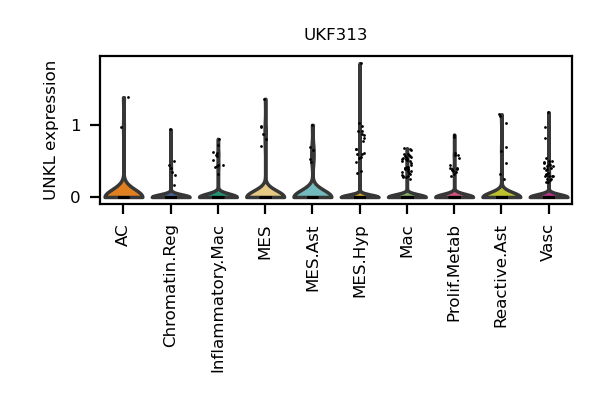 UKF313
UNKL expression
1
0
AC
Chromatin.Reg
Inflammatory.Mac
MES
MES.Ast
MES.Hyp
Mac
Prolif.Metab
Reactive.Ast
Vasc